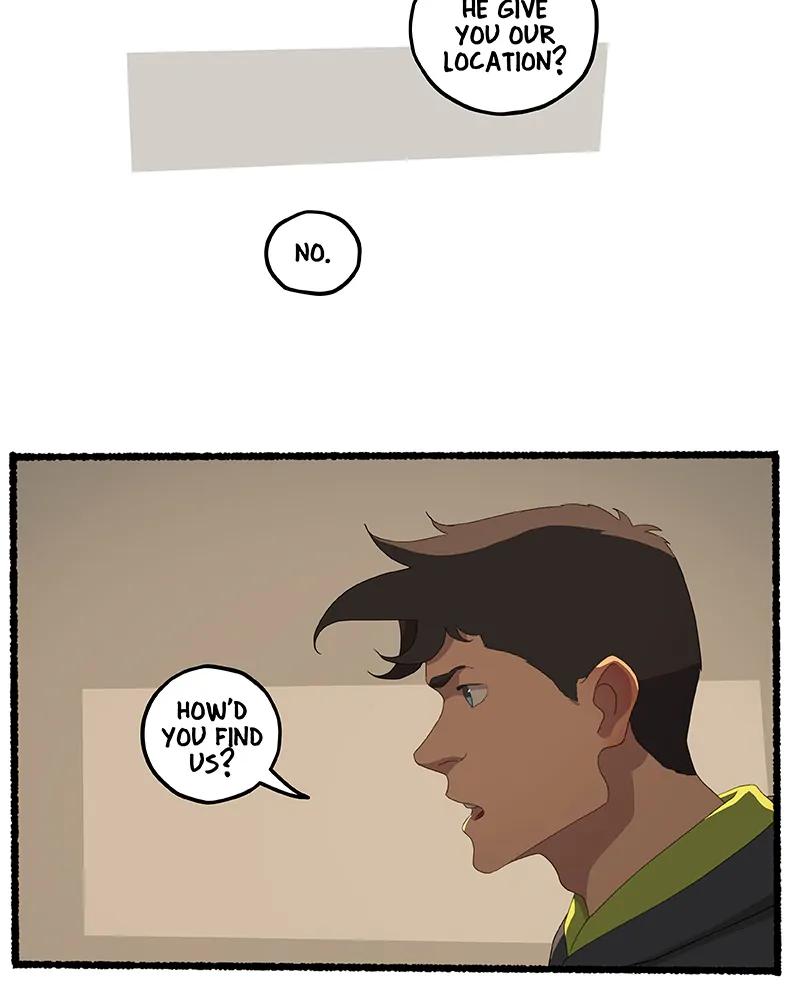 HE GIVE
YOU OUR
LOCATION?
NO.
HOW'D
YOU FIND
US?